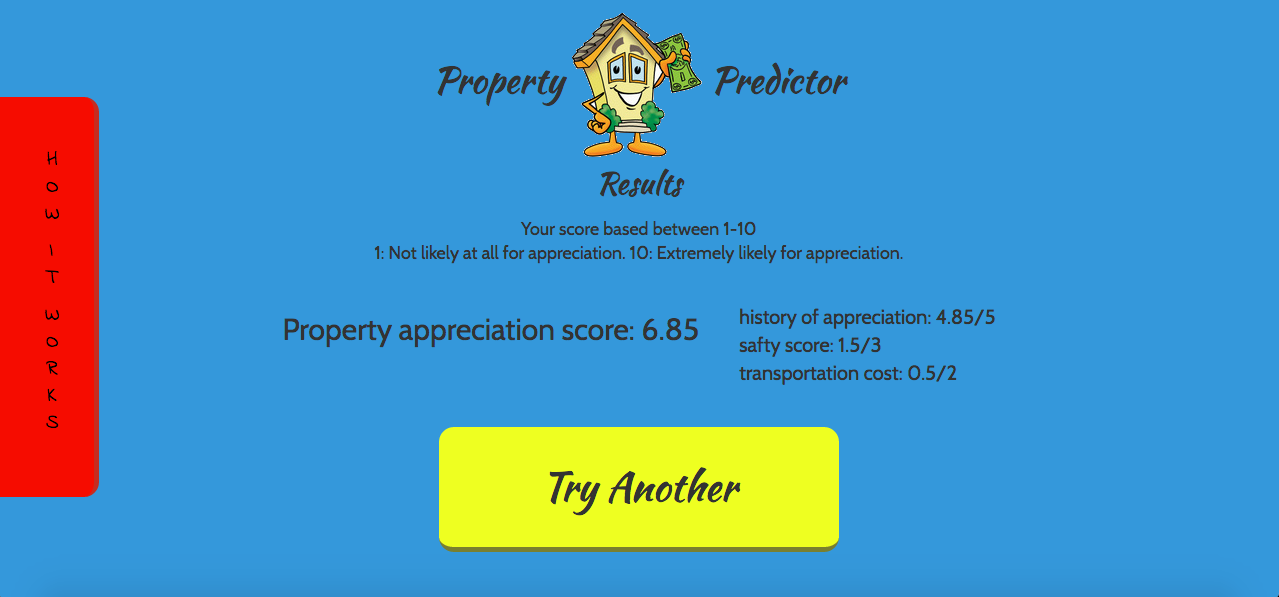 Property Predictor
HOW IT WORKS
Results
Your score based between 1-10
1: Not likely at all for appreciation. 10: Extremely likely for appreciation.
Property appreciation score: 6.85
history of appreciation: 4.85/5
safty score: 1.5/3
transportation cost: 0.5/2
Try Another